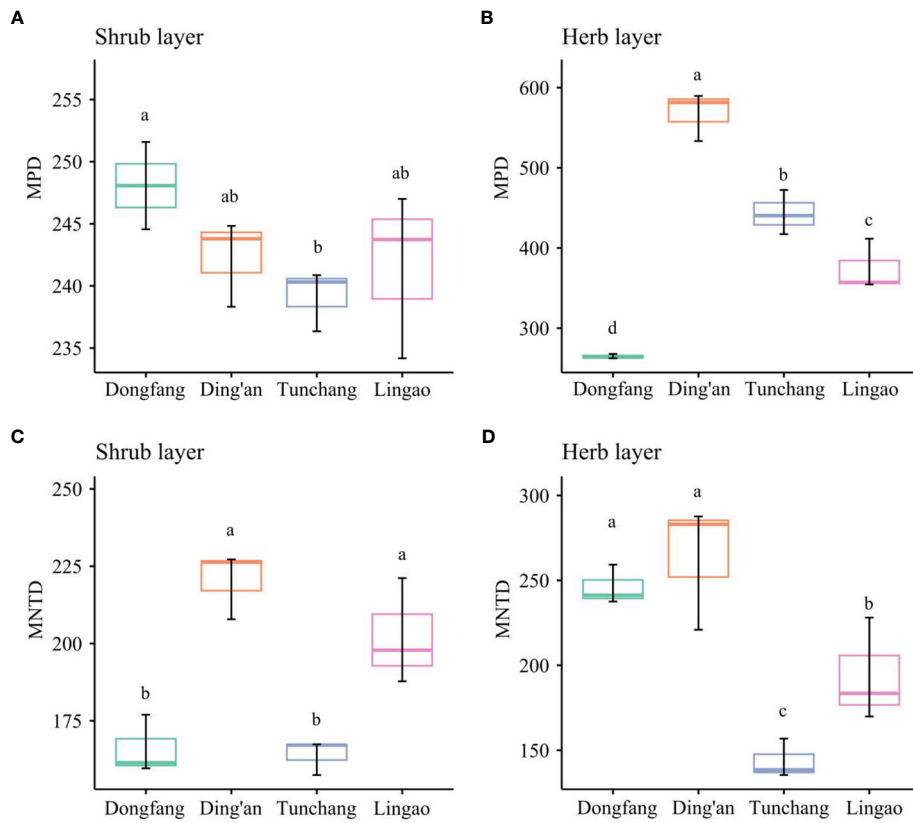 A
Shrub layer
MPD
255
250
245
240
235
a
ab
b
ab
Dongfang Ding'an Tunchang Lingao
B
Herb layer
MPD
600
500
400
300
d
a
b
c
Dongfang Ding'an Tunchang Lingao
C
Shrub layer
MNTD
250
225
200
175
b
a
b
a
Dongfang Ding'an Tunchang Lingao
D
Herb layer
MNTD
300
250
200
150
a
a
c
b
Dongfang Ding'an Tunchang Lingao